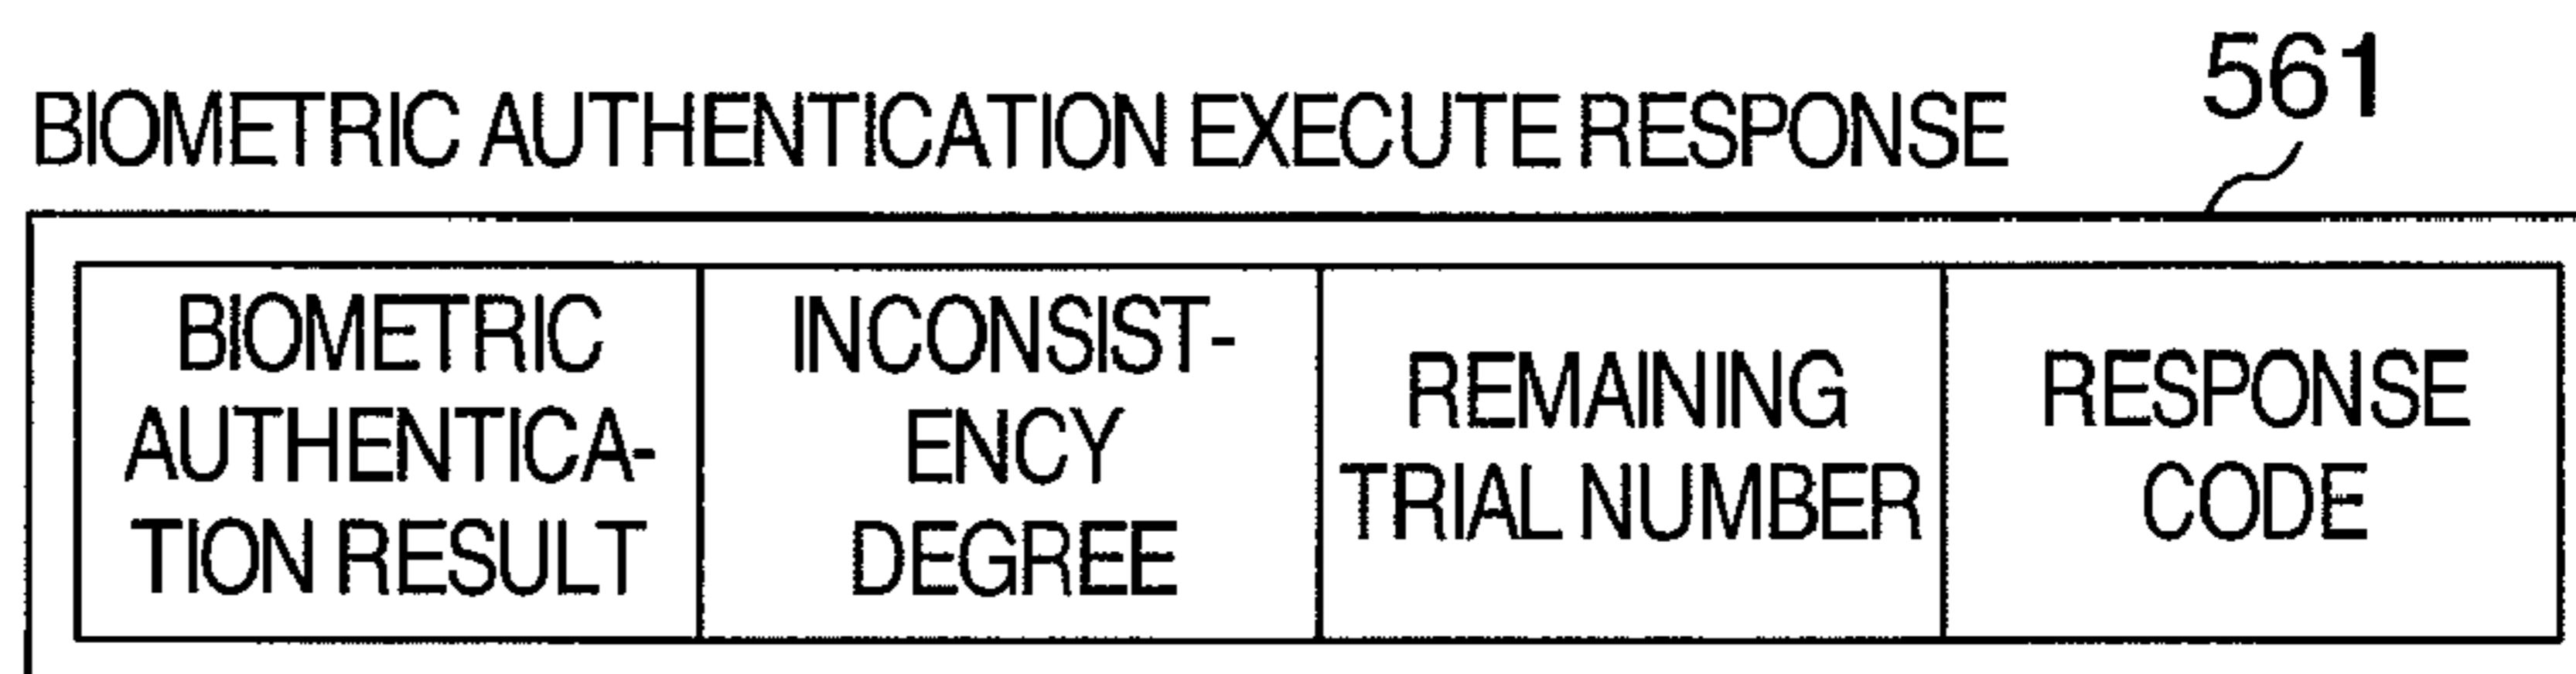 561
BIOMETRIC AUTHENTICATION EXECUTE RESPONSE
BIOMETRIC
AUTHENTICA-
TION RESULT
INCONSIST-
ENCY
DEGREE
REMAINING
TRIAL NUMBER
RESPONSE
CODE